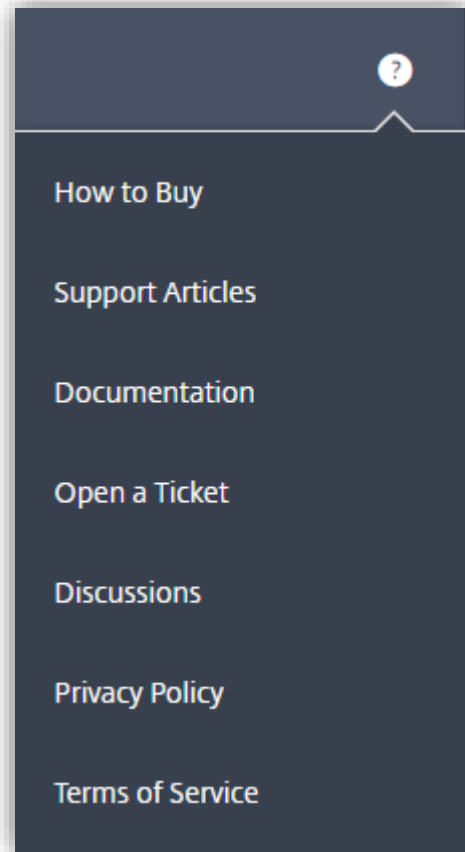 ?
How to Buy
Support Articles
Documentation
Open a Ticket
Discussions
Privacy Policy
Terms of Service